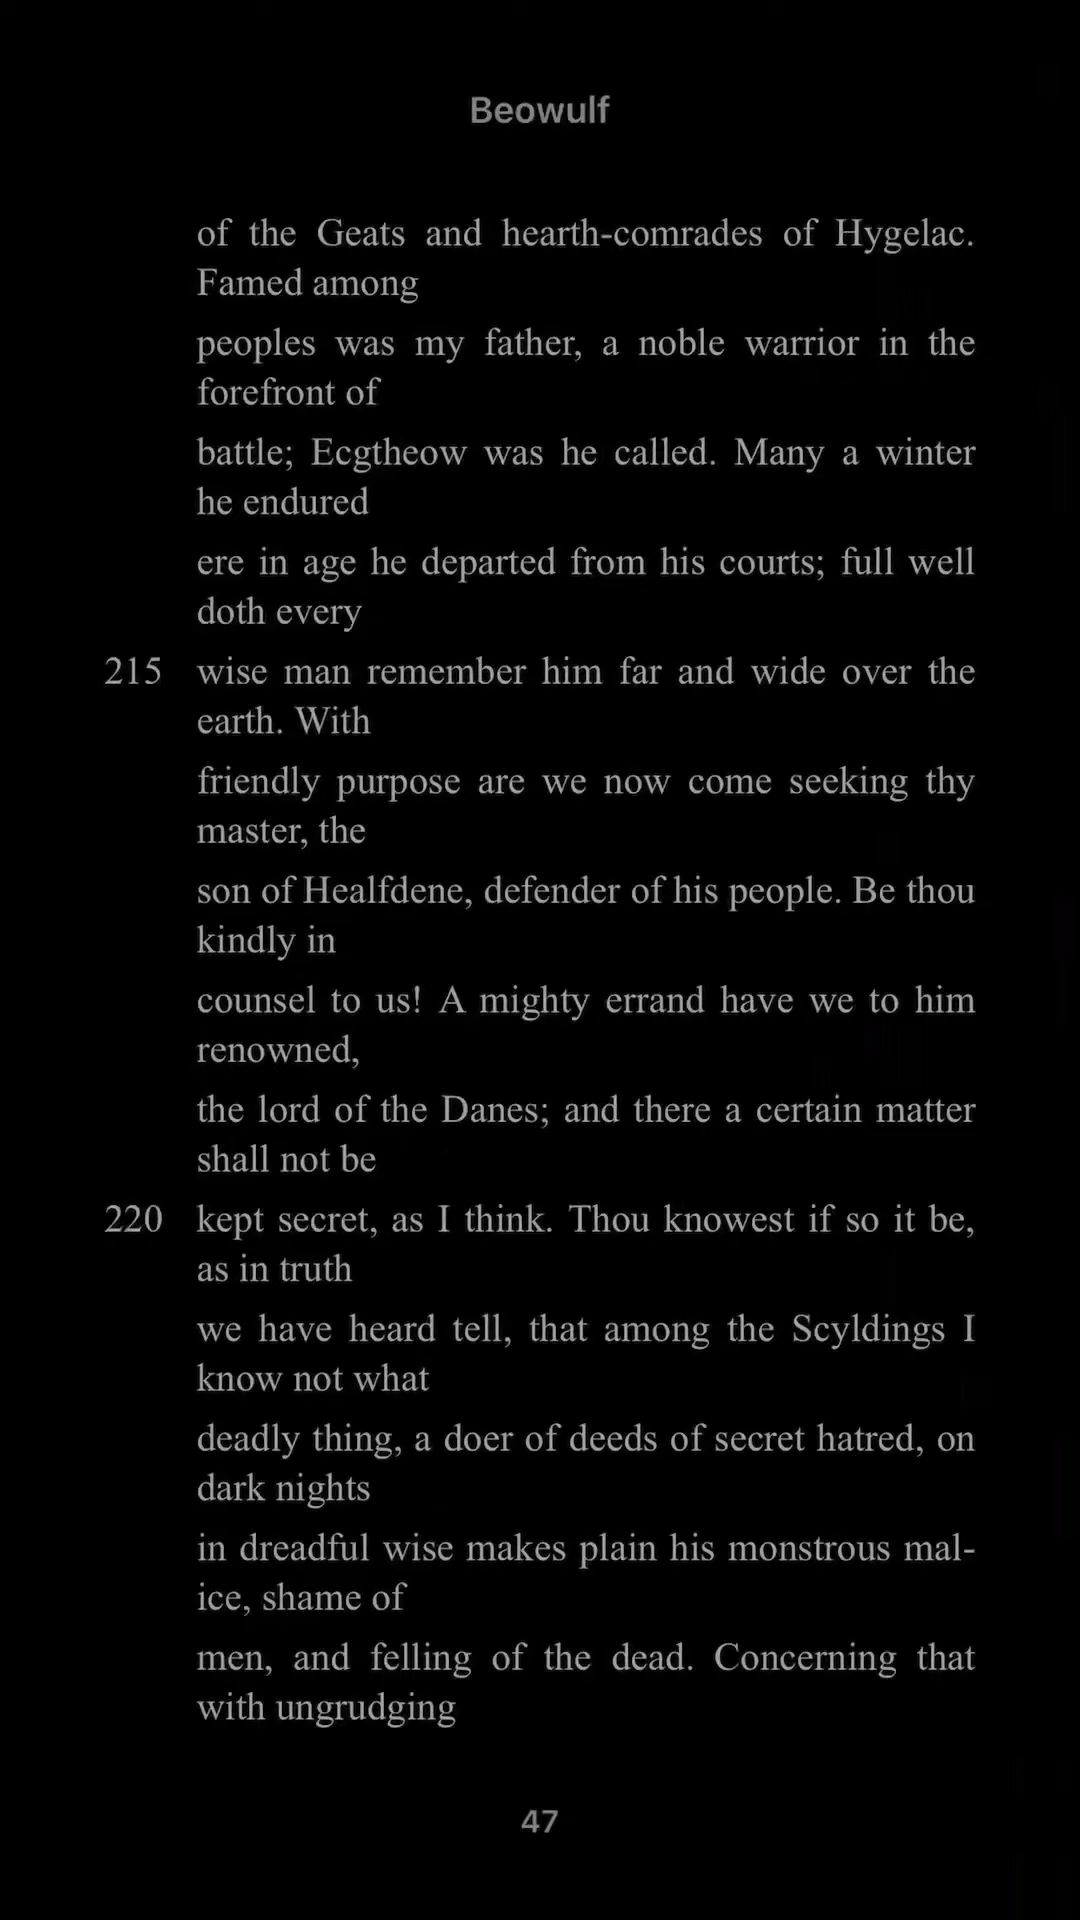 Beowulf
of the Geats and hearth-comrades of Hygelac.
Famed among
peoples was my father, a noble warrior in the
forefront of
battle; Ecgtheow was he called. Many a winter
he endured
ere in age he departed from his courts; full well
doth every
215 wise man remember him far and wide over the
earth. With
friendly purpose are we now come seeking thy
master, the
son of Healfdene, defender of his people. Be thou
kindly in
counsel to us! A mighty errand have we to him
renowned,
the lord of the Danes; and there a certain matter
shall not be
220 kept secret, as I think. Thou knowest if so it be,
as in truth
we have heard tell, that among the Scyldings I
know not what
deadly thing, a doer of deeds of secret hatred, on
dark nights
in dreadful wise makes plain his monstrous mal-
ice, shame of
men, and felling of the dead. Concerning that
with ungrudging
47